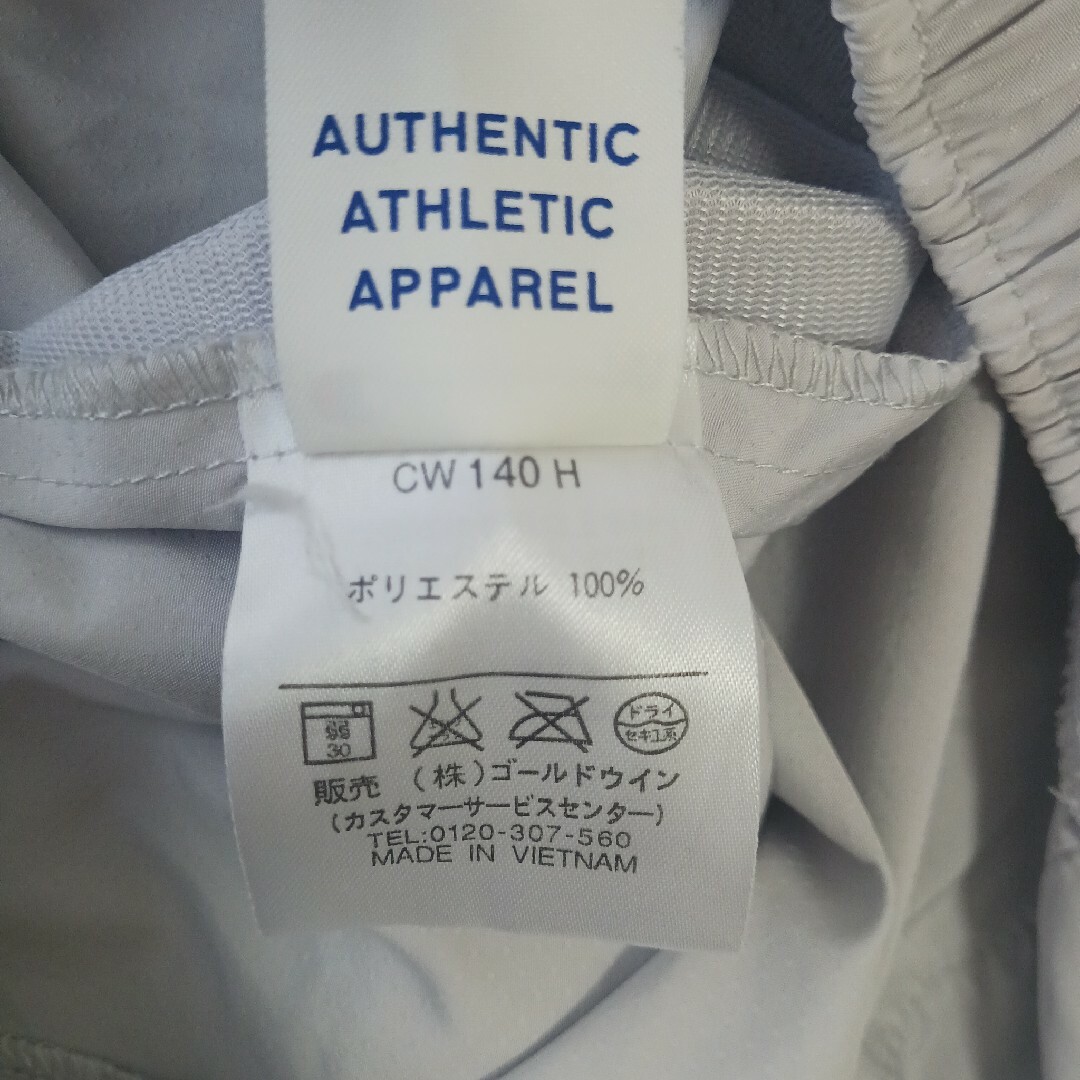 AUTHENTIC
ATHLETIC
APPAREL
CW 140 H
ポリエステル 100%
弱
30
ドライ
セキユ系
販売 (株)ゴールドウイン
(カスタマーサービスセンター)
TEL:0120-307-560
MADE IN VIETNAM